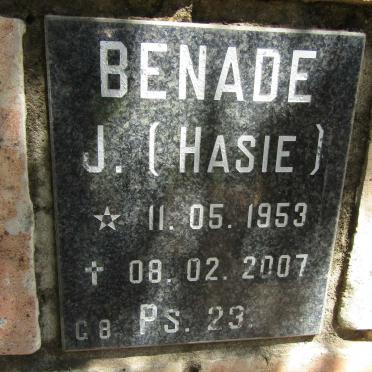 BENADE
J. (HASIE)
☆ 11. 05. 1953
✝ 08. 02. 2007
C8 Ps. 23.